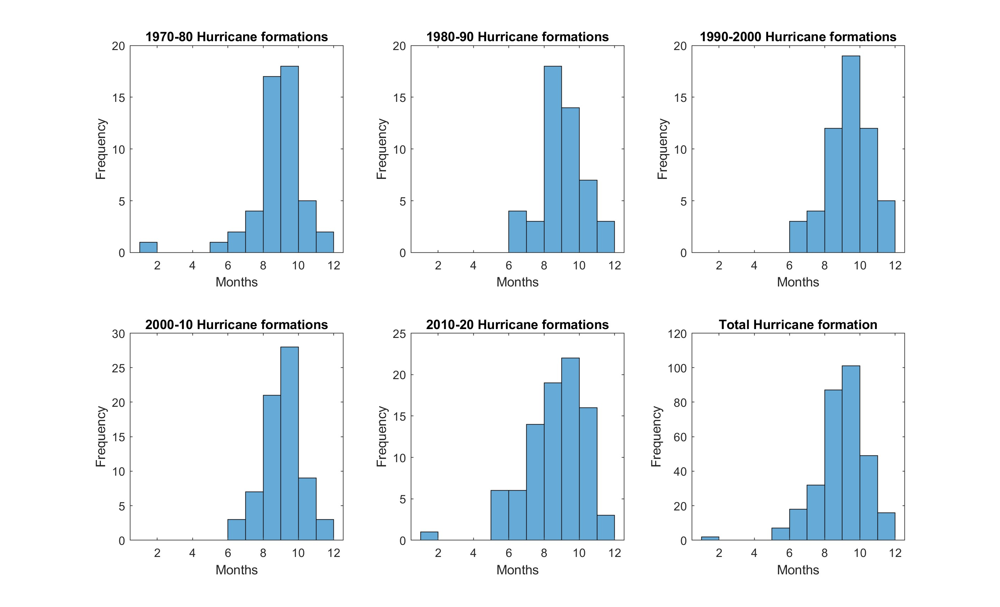 1970-80 Hurricane formations
20
15
10
5
0
Frequency
2 4 6 8 10 12
Months
1980-90 Hurricane formations
20
15
10
5
0
Frequency
2 4 6 8 10 12
Months
1990-2000 Hurricane formations
20
15
10
5
0
Frequency
2 4 6 8 10 12
Months
2000-10 Hurricane formations
30
25
20
15
10
5
0
Frequency
2 4 6 8 10 12
Months
2010-20 Hurricane formations
25
20
15
10
5
0
Frequency
2 4 6 8 10 12
Months
Total Hurricane formation
120
100
80
60
40
20
0
Frequency
2 4 6 8 10 12
Months